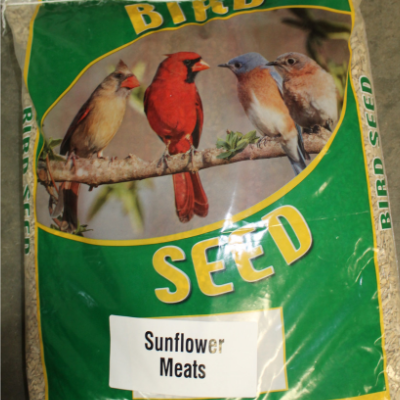 BIRD
SEED
BIRD SEED
BIRD SEED
Sunflower
Meats